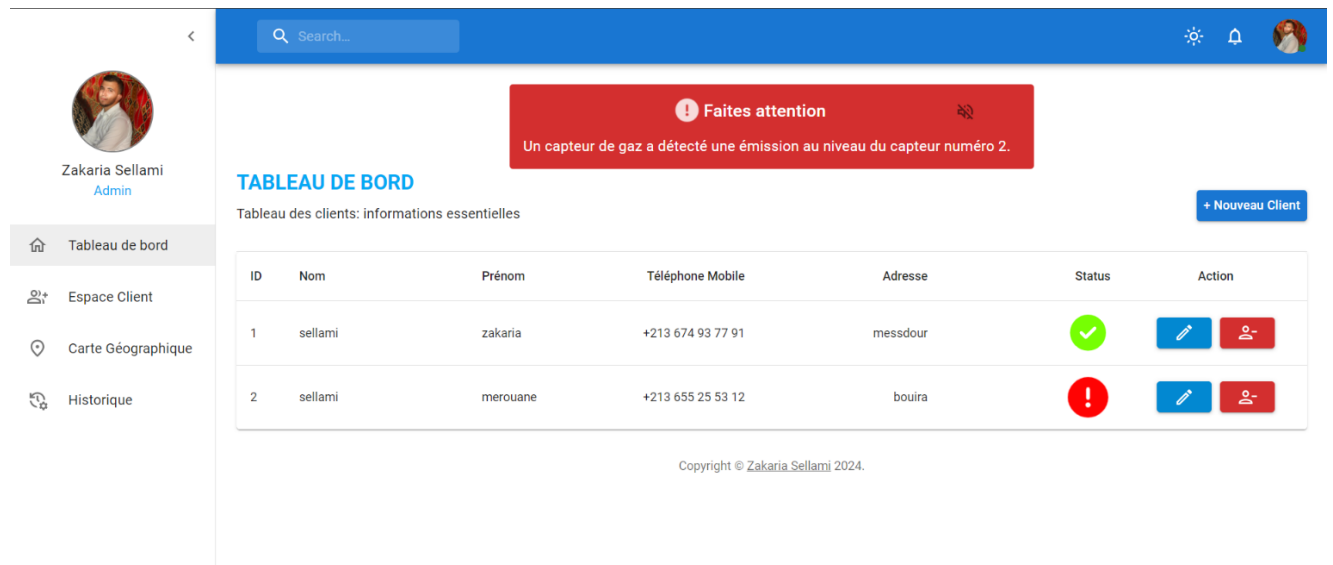 Search...
Zakaria Sellami
Admin
Tableau de bord
Espace Client
Carte Géographique
Historique
Faites attention
Un capteur de gaz a détecté une émission au niveau du capteur numéro 2.
TABLEAU DE BORD
Tableau des clients: informations essentielles
+ Nouveau Client
ID Nom Prénom Téléphone Mobile Adresse Status Action
1 sellami zakaria +213 674 93 77 91 messdour
2 sellami merouane +213 655 25 53 12 bouira
Copyright © Zakaria Sellami 2024.